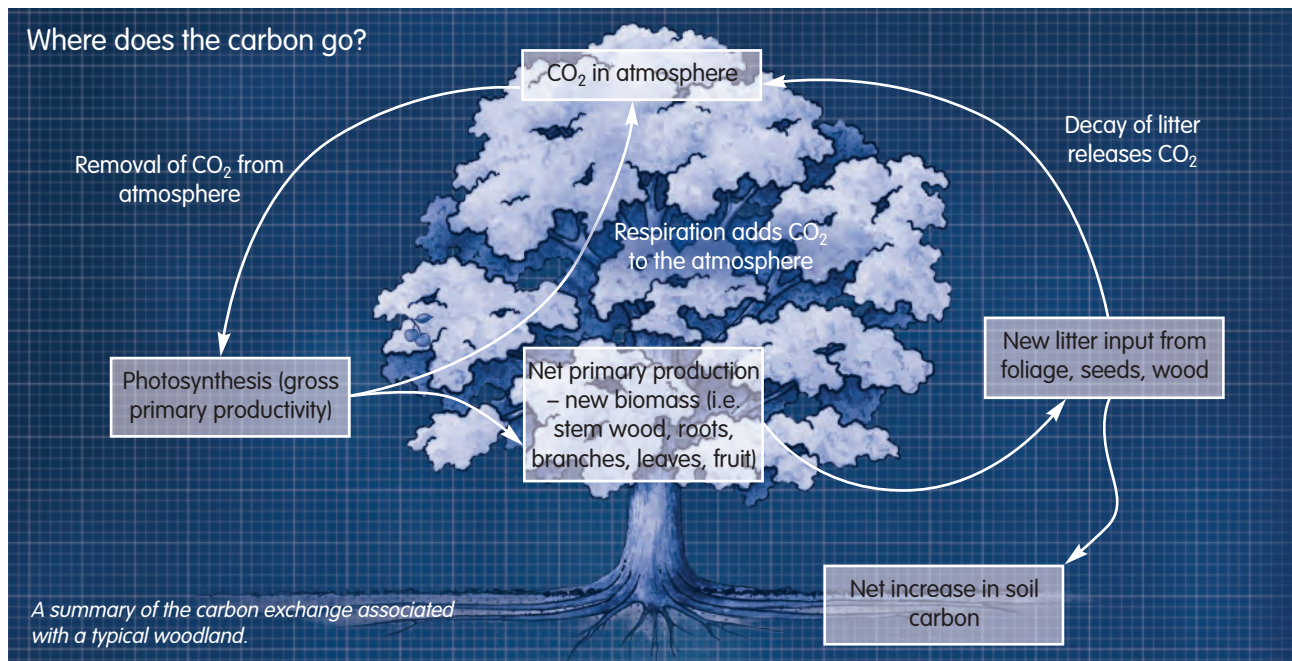 Where does the carbon go?
CO₂ in atmosphere
Removal of CO₂ from
atmosphere
Decay of litter
releases CO₂
Respiration adds CO₂
to the atmosphere
Photosynthesis (gross
primary productivity)
Net primary production
– new biomass (i.e.
stem wood, roots,
branches, leaves, fruit)
New litter input from
foliage, seeds, wood
Net increase in soil
carbon
A summary of the carbon exchange associated
with a typical woodland.